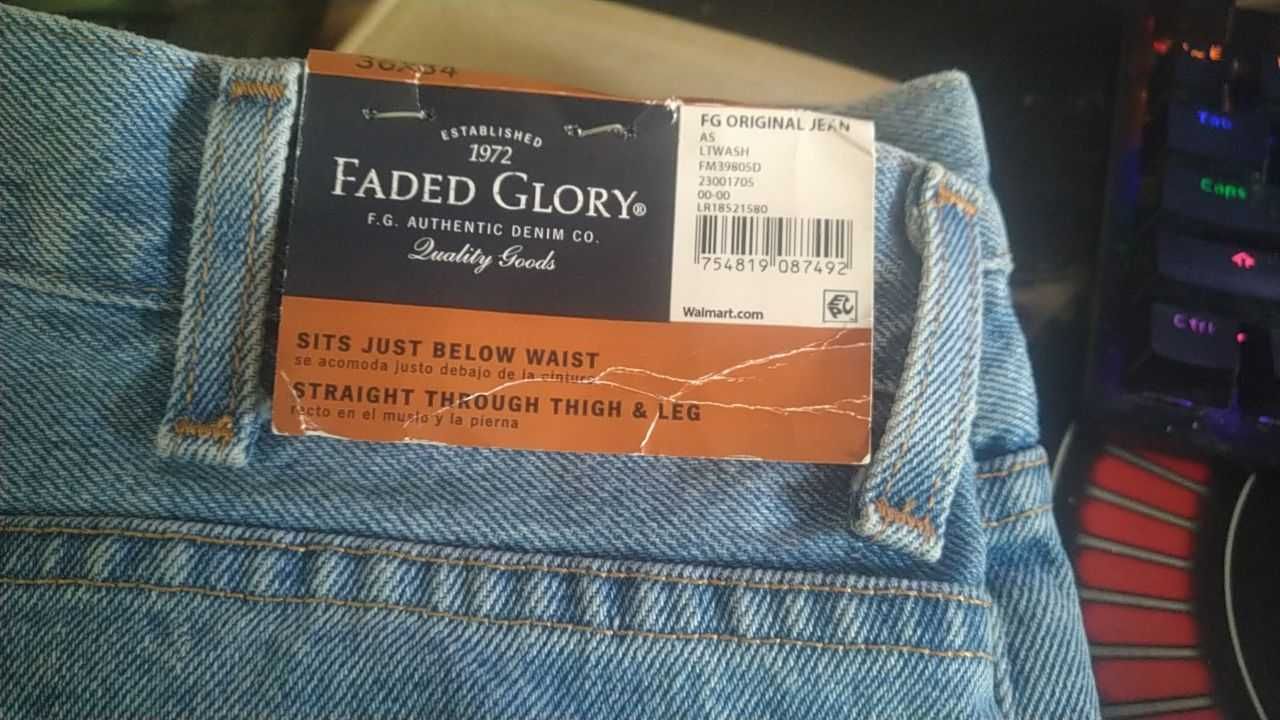 36X34
ESTABLISHED
1972
FADED GLORY®
F.G. AUTHENTIC DENIM CO.
Quality Goods
FG ORIGINAL JEAN
AS
LTWASH
FM39805D
23001705
00-00
LR18521580
754819 087492
Walmart.com
EPC
SITS JUST BELOW WAIST
se acomoda justo debajo de la cintura
STRAIGHT THROUGH THIGH & LEG
recto en el muslo y la pierna
Tab
Caps
Ctrl